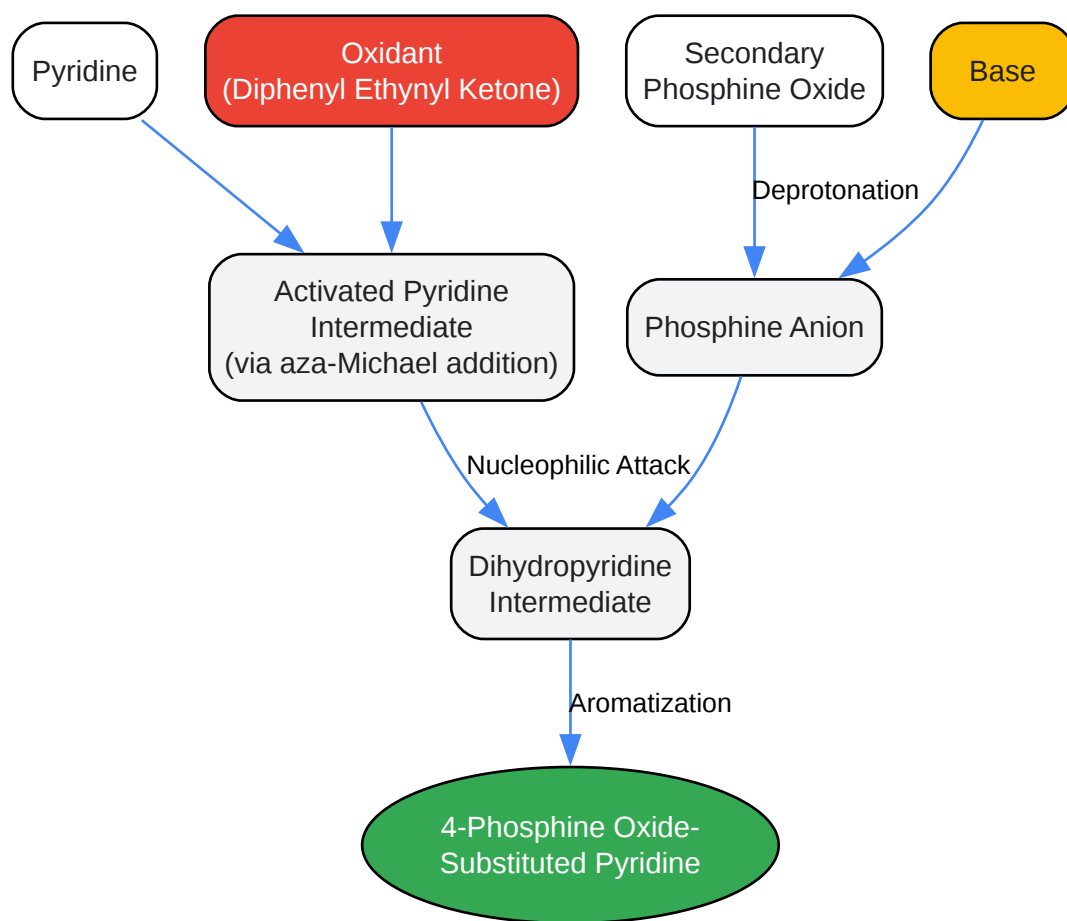 Pyridine
Oxidant
(Diphenyl Ethynyl Ketone)
Secondary
Phosphine Oxide
Base
Deprotonation
Activated Pyridine
Intermediate
(via aza-Michael addition)
Phosphine Anion
Nucleophilic Attack
Dihydropyridine
Intermediate
Aromatization
4-Phosphine Oxide-
Substituted Pyridine